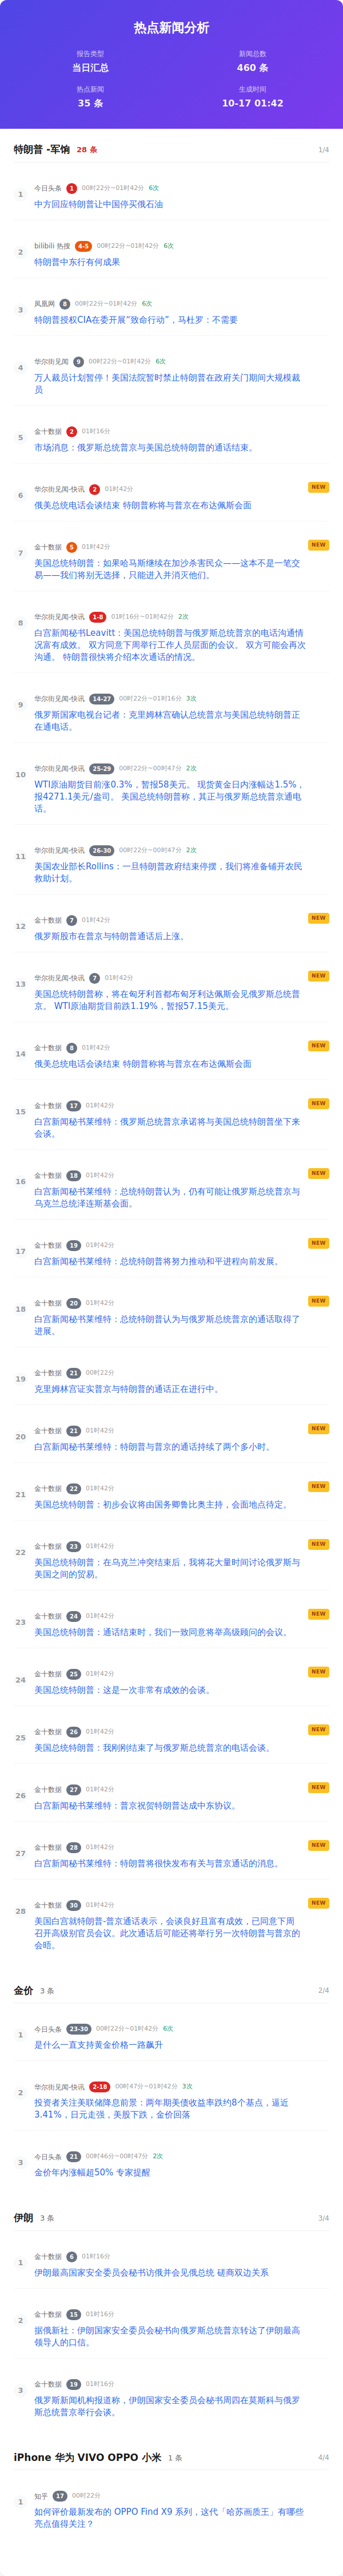 热点新闻分析
报告类型
新闻总数
当日汇总
460 条
热点新闻
生成时间
35 条
10-17 01:42
特朗普 -军饷 28 条 1/4
1
今日头条 1 00时22分~01时42分 6次
中方回应特朗普让中国停买俄石油
2
bilibili 热搜 4-5 00时22分~01时42分 6次
特朗普中东行有何成果
3
凤凰网 8 00时22分~01时42分 6次
特朗普授权CIA在委开展“致命行动”，马杜罗：不需要
4
华尔街见闻 9 00时22分~01时42分 6次
万人裁员计划暂停！美国法院暂时禁止特朗普在政府关门期间大规模裁
员
5
金十数据 2 01时16分
市场消息：俄罗斯总统普京与美国总统特朗普的通话结束。
6
华尔街见闻-快讯 2 01时42分 NEW
俄美总统电话会谈结束 特朗普称将与普京在布达佩斯会面
7
金十数据 5 01时42分 NEW
美国总统特朗普：如果哈马斯继续在加沙杀害民众——这本不是一笔交
易——我们将别无选择，只能进入并消灭他们。
8
华尔街见闻-快讯 1-8 01时16分~01时42分 2次
白宫新闻秘书Leavitt：美国总统特朗普与俄罗斯总统普京的电话沟通情
况富有成效。 双方同意下周举行工作人员层面的会议。 双方可能会再次
沟通。 特朗普很快将介绍本次通话的情况。
9
华尔街见闻-快讯 14-27 00时22分~01时16分 3次
俄罗斯国家电视台记者：克里姆林宫确认总统普京与美国总统特朗普正
在通电话。
10
华尔街见闻-快讯 25-29 00时22分~00时47分 2次
WTI原油期货日前涨0.3%，暂报58美元。 现货黄金日内涨幅达1.5%，
报4271.1美元/盎司。 美国总统特朗普称，其正与俄罗斯总统普京通电
话。
11
华尔街见闻-快讯 26-30 00时22分~00时47分 2次
美国农业部长Rollins：一旦特朗普政府结束停摆，我们将准备铺开农民
救助计划。
12
金十数据 7 01时42分 NEW
俄罗斯股市在普京与特朗普通话后上涨。
13
华尔街见闻-快讯 7 01时42分 NEW
美国总统特朗普称，将在匈牙利首都布匈牙利达佩斯会见俄罗斯总统普
京。 WTI原油期货目前跌1.19%，暂报57.15美元。
14
金十数据 8 01时42分 NEW
俄美总统电话会谈结束 特朗普称将与普京在布达佩斯会面
15
金十数据 17 01时42分 NEW
白宫新闻秘书莱维特：俄罗斯总统普京承诺将与美国总统特朗普坐下来
会谈。
16
金十数据 18 01时42分 NEW
白宫新闻秘书莱维特：总统特朗普认为，仍有可能让俄罗斯总统普京与
乌克兰总统泽连斯基会面。
17
金十数据 19 01时42分 NEW
白宫新闻秘书莱维特：总统特朗普将努力推动和平进程向前发展。
18
金十数据 20 01时42分 NEW
白宫新闻秘书莱维特：总统特朗普认为与俄罗斯总统普京的通话取得了
进展。
19
金十数据 21 00时22分
克里姆林宫证实普京与特朗普的通话正在进行中。
20
金十数据 21 01时42分 NEW
白宫新闻秘书莱维特：特朗普与普京的通话持续了两个多小时。
21
金十数据 22 01时42分 NEW
美国总统特朗普：初步会议将由国务卿鲁比奥主持，会面地点待定。
22
金十数据 23 01时42分 NEW
美国总统特朗普：在乌克兰冲突结束后，我将花大量时间讨论俄罗斯与
美国之间的贸易。
23
金十数据 24 01时42分 NEW
美国总统特朗普：通话结束时，我们一致同意将举高级顾问的会议。
24
金十数据 25 01时42分 NEW
美国总统特朗普：这是一次非常有成效的会谈。
25
金十数据 26 01时42分 NEW
美国总统特朗普：我刚刚结束了与俄罗斯总统普京的电话会谈。
26
金十数据 27 01时42分 NEW
白宫新闻秘书莱维特：普京祝贺特朗普达成中东协议。
27
金十数据 28 01时42分 NEW
白宫新闻秘书莱维特：特朗普将很快发布有关与普京通话的消息。
28
金十数据 30 01时42分 NEW
美国白宫就特朗普-普京通话表示，会谈良好且富有成效，已同意下周
召开高级别官员会议。此次通话后可能还将举行另一次特朗普与普京的
会晤。
金价 3 条 2/4
1
今日头条 23-30 00时22分~01时42分 6次
是什么一直支持黄金价格一路飙升
2
华尔街见闻-快讯 2-18 00时47分~01时42分 3次
投资者关注美联储降息前景：两年期美债收益率跌约8个基点，逼近
3.41%，日元走强，美股下跌，金价回落
3
今日头条 21 00时46分~00时47分 2次
金价年内涨幅超50% 专家提醒
伊朗 3 条 3/4
1
金十数据 6 01时16分
伊朗最高国家安全委员会秘书访俄并会见俄总统 磋商双边关系
2
金十数据 15 01时16分
据俄新社：伊朗国家安全委员会秘书向俄罗斯总统普京转达了伊朗最高
领导人的口信。
3
金十数据 19 01时16分
俄罗斯新闻机构报道称，伊朗国家安全委员会秘书周四在莫斯科与俄罗
斯总统普京举行会谈。
iPhone 华为 VIVO OPPO 小米 1 条 4/4
1
知乎 17 00时22分
如何评价最新发布的 OPPO Find X9 系列，这代「哈苏画质王」有哪些
亮点值得关注？